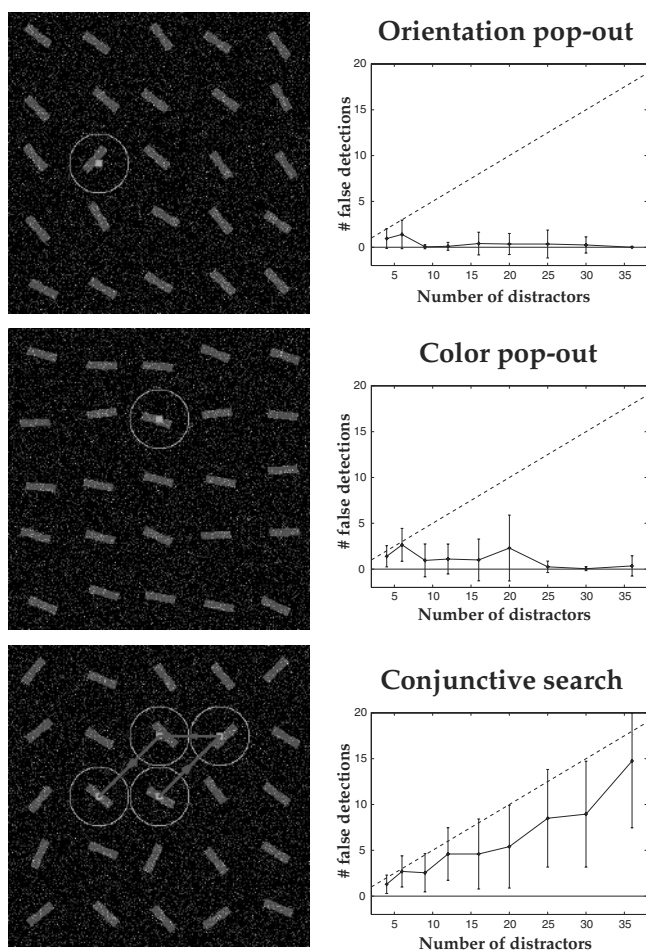 Orientation pop-out
20
15
10
5
0
# false detections
5 10 15 20 25 30 35
Number of distractors
Color pop-out
20
15
10
5
0
# false detections
5 10 15 20 25 30 35
Number of distractors
Conjunctive search
20
15
10
5
0
# false detections
5 10 15 20 25 30 35
Number of distractors